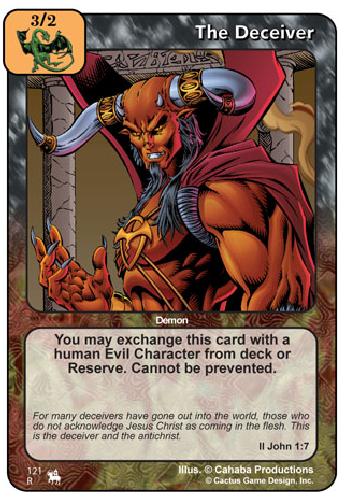 3/2
The Deceiver
Demon
You may exchange this card with a
human Evil Character from deck or
Reserve. Cannot be prevented.
For many deceivers have gone out into the world, those who
do not acknowledge Jesus Christ as coming in the flesh. This
is the deceiver and the antichrist.
II John 1:7
121
R
Illus. © Cahaba Productions
© Cactus Game Design, Inc.